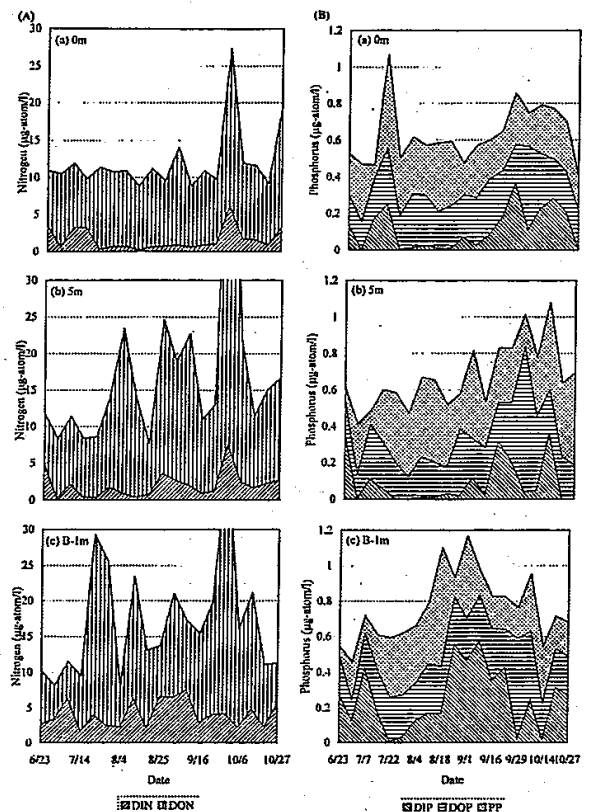 (A)
(a) 0m
Nitrogen (μg-atom/l)
30
25
20
15
10
5
0
(b) 5m
Nitrogen (μg-atom/l)
30
25
20
15
10
5
0
(c) B-1m
Nitrogen (μg-atom/l)
30
25
20
15
10
5
0
6/23 7/14 8/4 8/25 9/16 10/6 10/27
Date
DIN DON
(B)
(a) 0m
Phosphorus (μg-atom/l)
1.2
1
0.8
0.6
0.4
0.2
0
(b) 5m
Phosphorus (μg-atom/l)
1.2
1
0.8
0.6
0.4
0.2
0
(c) B-1m
Phosphorus (μg-atom/l)
1.2
1
0.8
0.6
0.4
0.2
0
6/23 7/7 7/22 8/4 8/18 9/1 9/16 9/29 10/14 10/27
Date
DIP DOP PP